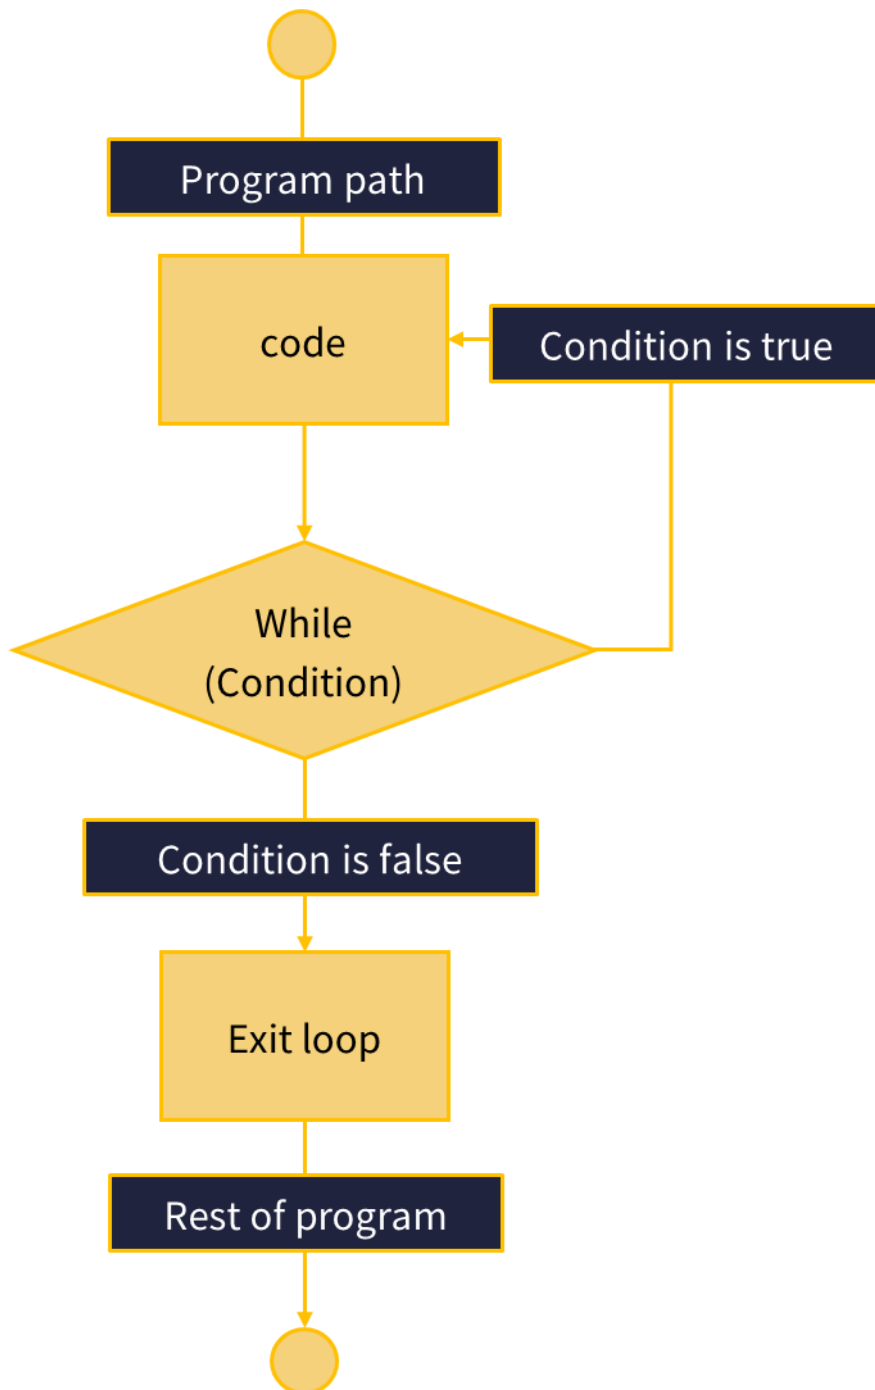 Program path
code
Condition is true
While
(Condition)
Condition is false
Exit loop
Rest of program